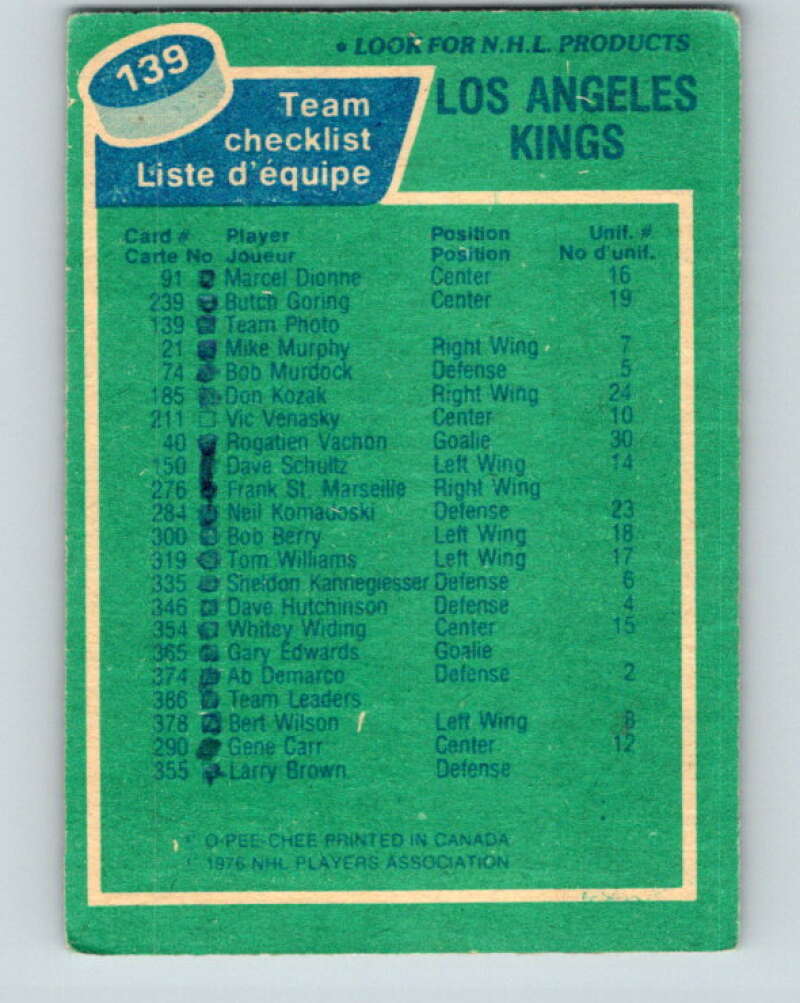 139
• LOOK FOR N.H.L. PRODUCTS
Team checklist
Liste d'équipe
LOS ANGELES
KINGS
Card # Player Position Unif. #
Carte No Joueur Position No d'unif.
91 Marcel Dionne Center 16
239 Butch Goring Center 19
139 Team Photo
21 Mike Murphy Right Wing 7
74 Bob Murdock Defense 5
185 Don Kozak Right Wing 24
211 Vic Venasky Center 10
40 Rogatien Vachon Goalie 30
150 Dave Schultz Left Wing 14
276 Frank St. Marseille Right Wing
284 Neil Komadoski Defense 23
300 Bob Berry Left Wing 18
319 Tom Williams Left Wing 17
335 Sheldon Kannegiesser Defense 6
346 Dave Hutchinson Defense 4
354 Whitey Widing Center 15
365 Gary Edwards Goalie
374 Ab Demarco Defense 2
386 Team Leaders
378 Bert Wilson Left Wing 8
290 Gene Carr Center 12
355 Larry Brown Defense
© O-PEE-CHEE PRINTED IN CANADA
© 1976 NHL PLAYERS ASSOCIATION